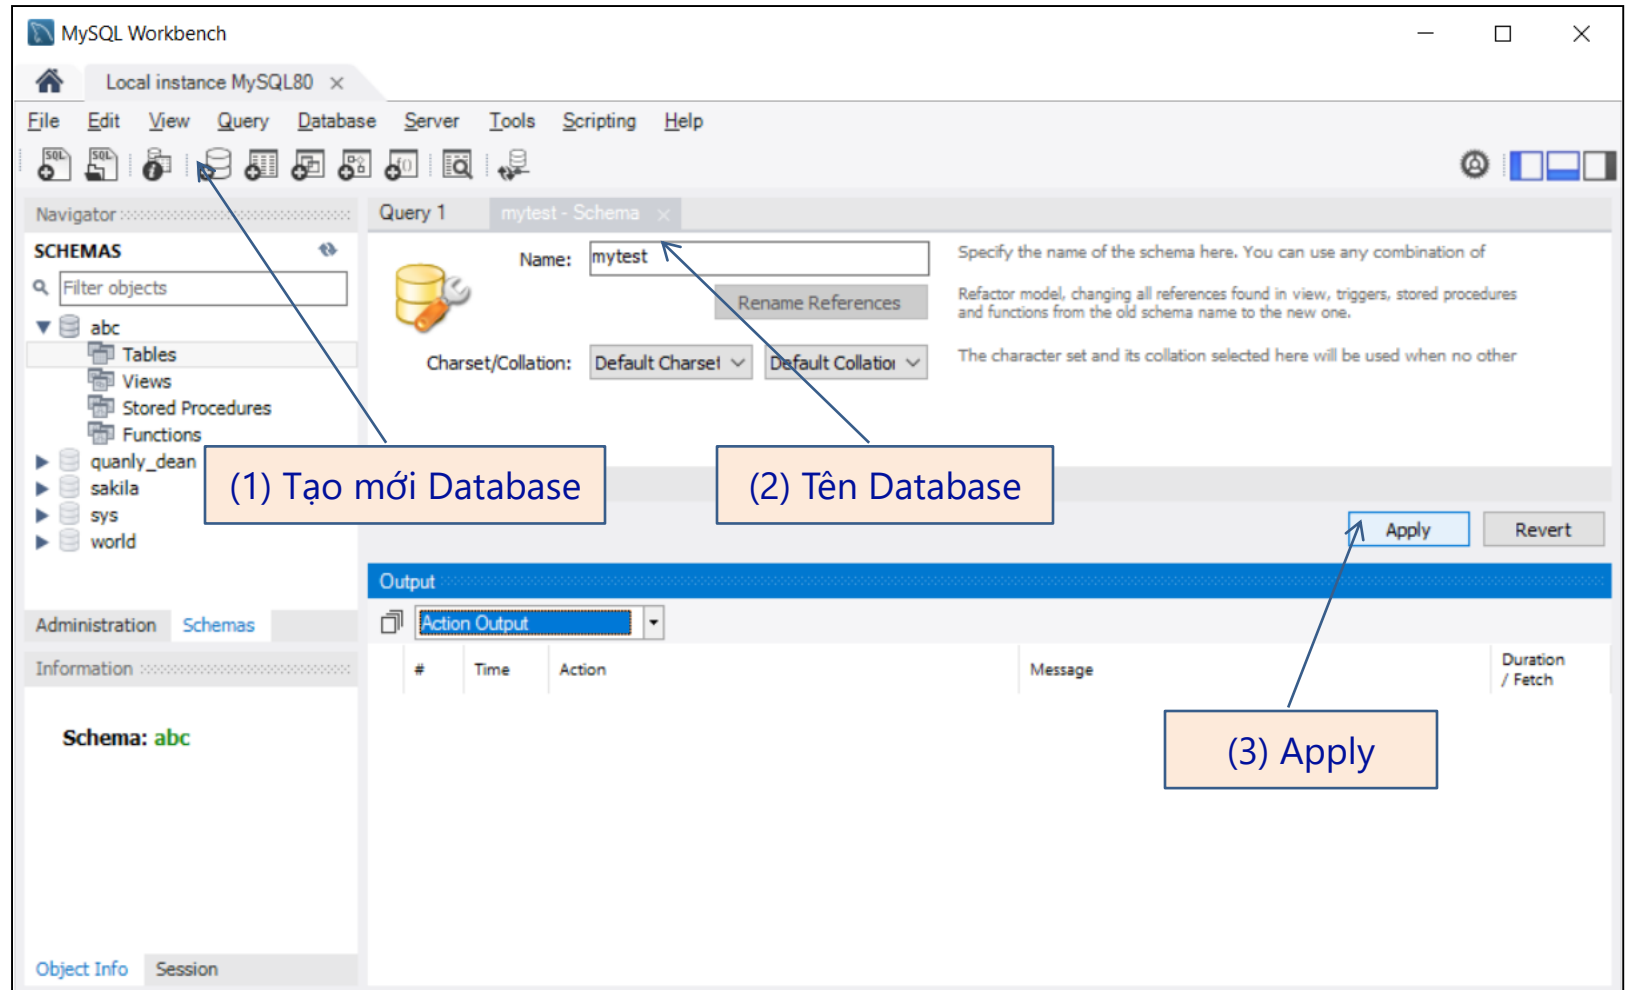 MySQL Workbench
Local instance MySQL80
File Edit View Query Database Server Tools Scripting Help
SQL SQL f()
Navigator
SCHEMAS
Filter objects
abc
Tables
Views
Stored Procedures
Functions
quanly_dean
sakila
sys
world
Administration Schemas
Information
Schema: abc
Object Info Session
Query 1 mytest - Schema
Name: mytest
Specify the name of the schema here. You can use any combination of
Rename References
Refactor model, changing all references found in view, triggers, stored procedures
and functions from the old schema name to the new one.
Charset/Collation: Default Charset Default Collation
The character set and its collation selected here will be used when no other
(1) Tạo mới Database
(2) Tên Database
Apply Revert
Output
Action Output
# Time Action Message Duration
/ Fetch
(3) Apply